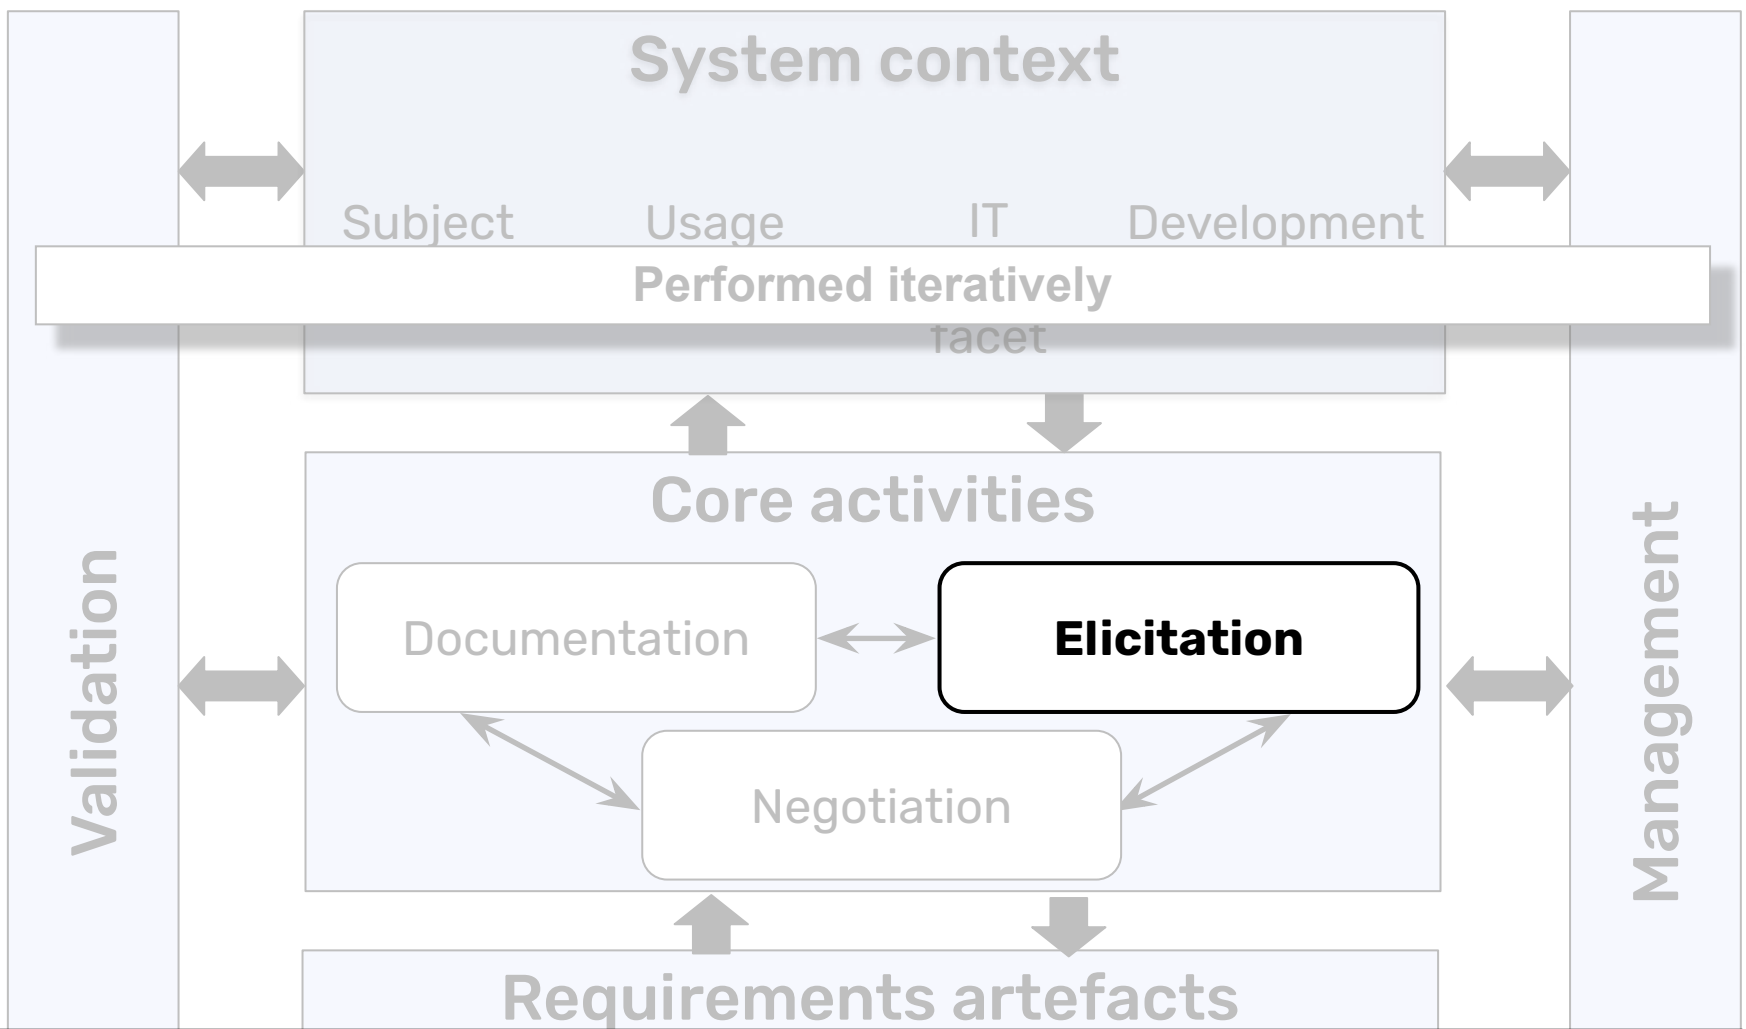 System context
Subject Usage IT Development
Performed iteratively
facet
Core activities
Documentation
Elicitation
Negotiation
Validation
Management
Requirements artefacts